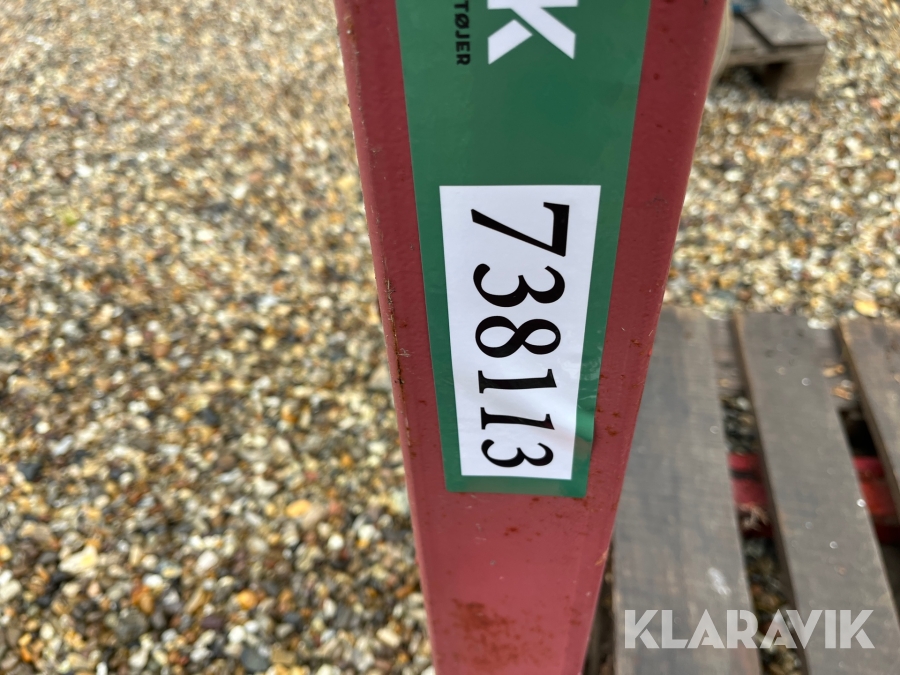 K
TØJER
738113
KLARAVIK